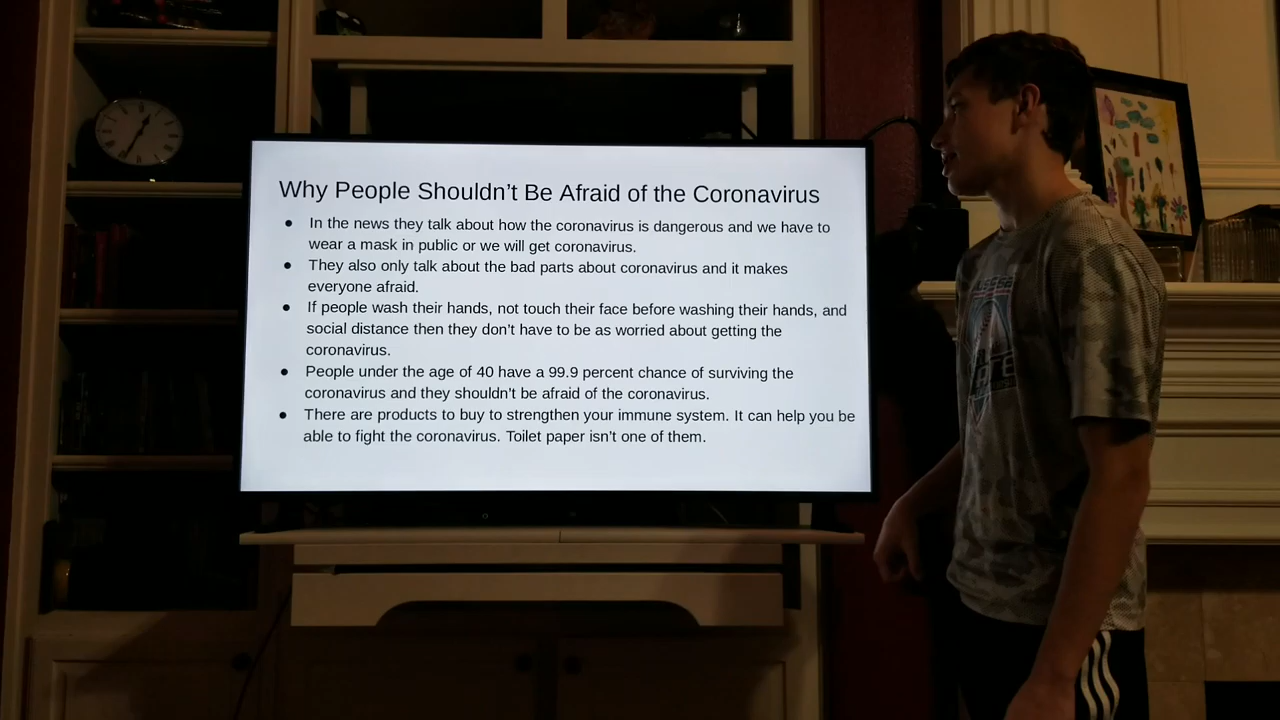 Why People Shouldn't Be Afraid of the Coronavirus
● In the news they talk about how the coronavirus is dangerous and we have to
wear a mask in public or we will get coronavirus.
● They also only talk about the bad parts about coronavirus and it makes
everyone afraid.
● If people wash their hands, not touch their face before washing their hands, and
social distance then they don't have to be as worried about getting the
coronavirus.
● People under the age of 40 have a 99.9 percent chance of surviving the
coronavirus and they shouldn't be afraid of the coronavirus.
● There are products to buy to strengthen your immune system. It can help you be
able to fight the coronavirus. Toilet paper isn't one of them.